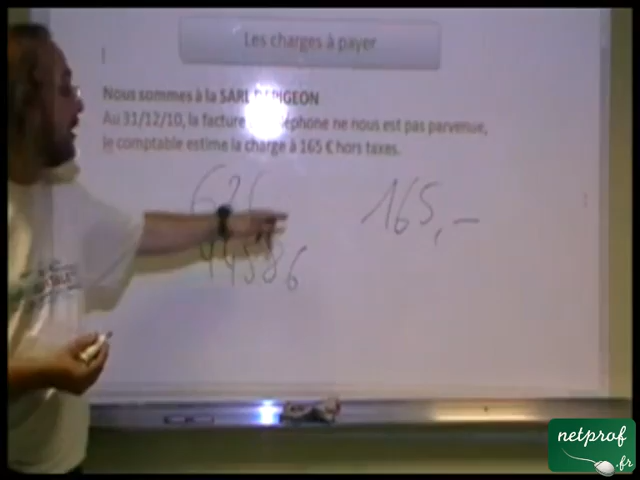 Les charges à payer
Nous sommes à la SARL PIGEON
Au 31/12/10, la facture téléphone ne nous est pas parvenue,
le comptable estime la charge à 165 € hors taxes.
626 165,-
44586
netprof
.fr